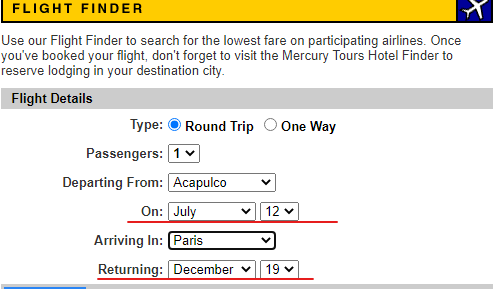 FLIGHT FINDER
Use our Flight Finder to search for the lowest fare on participating airlines. Once
you've booked your flight, don't forget to visit the Mercury Tours Hotel Finder to
reserve lodging in your destination city.
Flight Details
Type: Round Trip One Way
Passengers: 1
Departing From: Acapulco
On: July 12
Arriving In: Paris
Returning: December 19